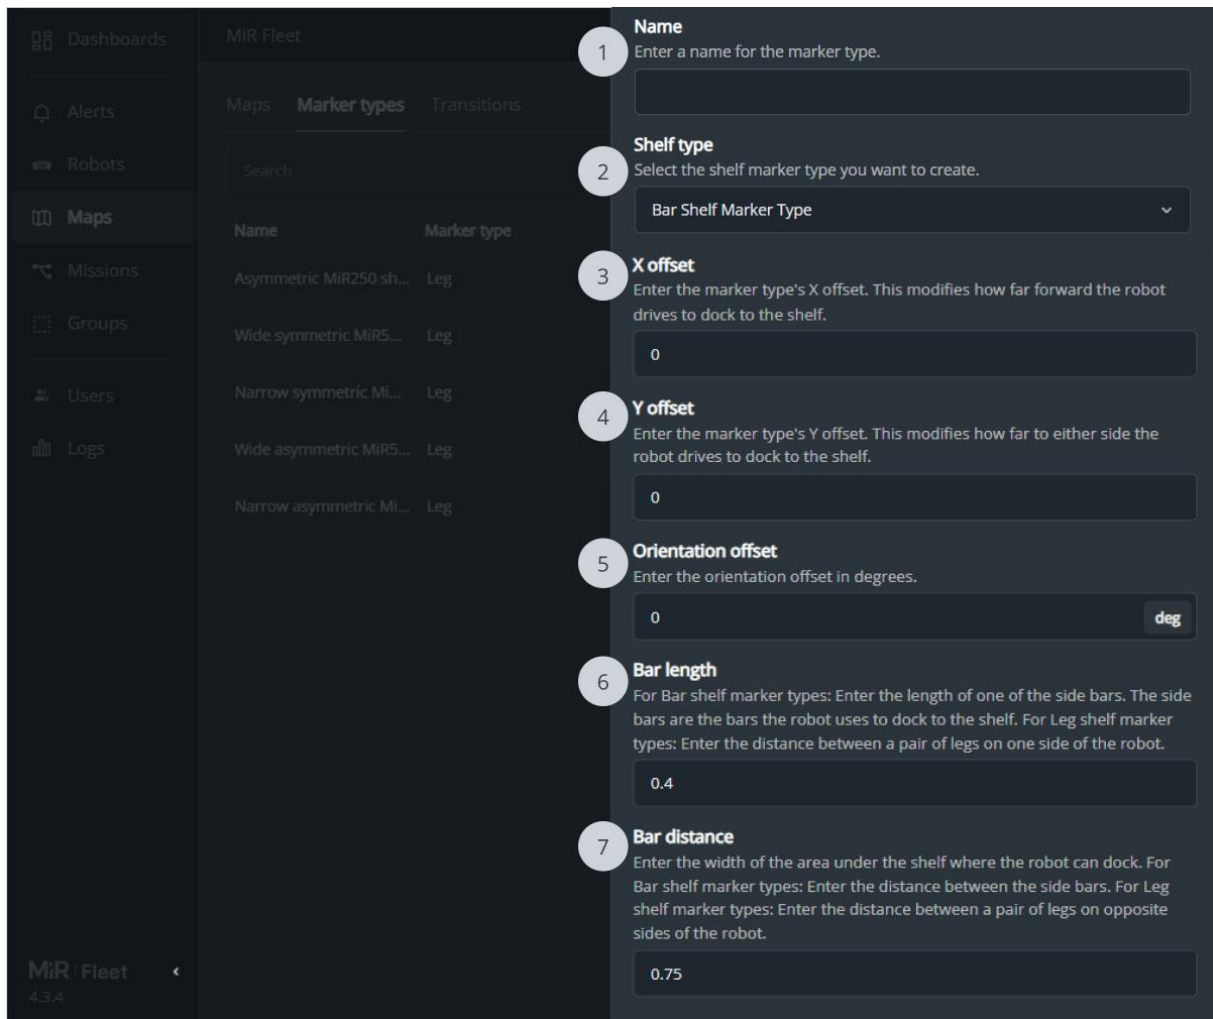 Dashboards
Alerts
Robots
Maps
Missions
Groups
Users
Logs
MiR Fleet
4.3.4
MiR Fleet
Maps Marker types Transitions
Search
Name Marker type
Asymmetric MiR250 sh... Leg
Wide symmetric MiR5... Leg
Narrow symmetric Mi... Leg
Wide asymmetric MiR5... Leg
Narrow asymmetric Mi... Leg
1
Name
Enter a name for the marker type.
2
Shelf type
Select the shelf marker type you want to create.
Bar Shelf Marker Type
3
X offset
Enter the marker type's X offset. This modifies how far forward the robot
drives to dock to the shelf.
0
4
Y offset
Enter the marker type's Y offset. This modifies how far to either side the
robot drives to dock to the shelf.
0
5
Orientation offset
Enter the orientation offset in degrees.
0 deg
6
Bar length
For Bar shelf marker types: Enter the length of one of the side bars. The side
bars are the bars the robot uses to dock to the shelf. For Leg shelf marker
types: Enter the distance between a pair of legs on one side of the robot.
0.4
7
Bar distance
Enter the width of the area under the shelf where the robot can dock. For
Bar shelf marker types: Enter the distance between the side bars. For Leg
shelf marker types: Enter the distance between a pair of legs on opposite
sides of the robot.
0.75